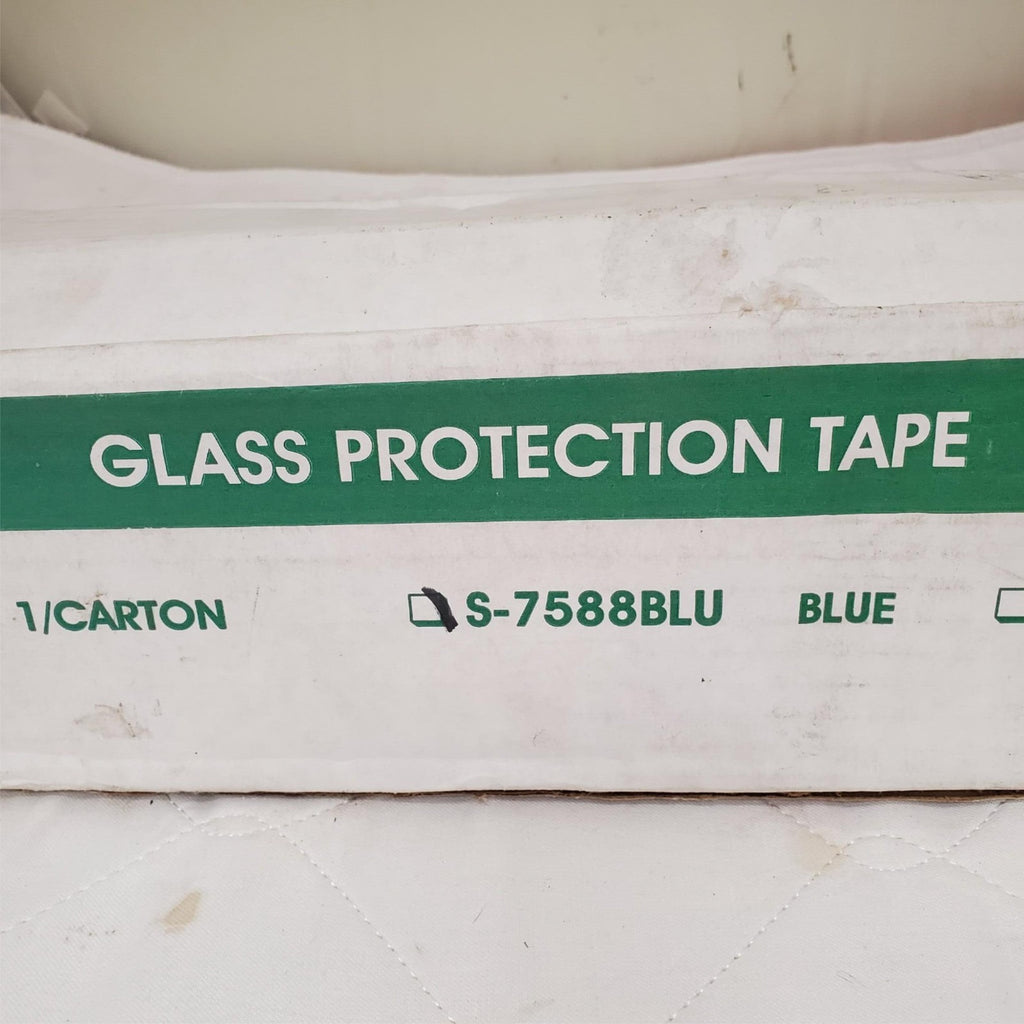 GLASS PROTECTION TAPE
1/CARTON S-7588BLU BLUE